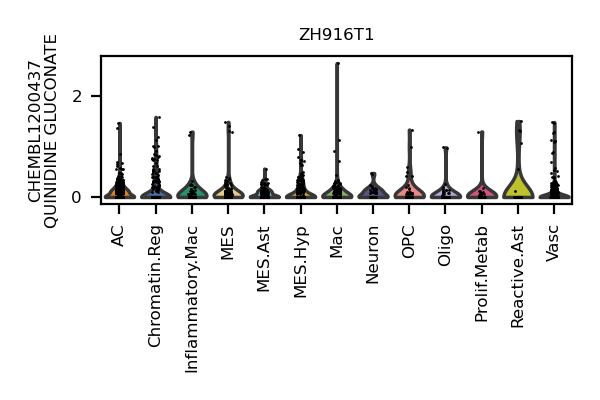 ZH916T1
CHEMBL1200437
QUINIDINE GLUCONATE
2
0
AC
Chromatin.Reg
Inflammatory.Mac
MES
MES.Ast
MES.Hyp
Mac
Neuron
OPC
Oligo
Prolif.Metab
Reactive.Ast
Vasc